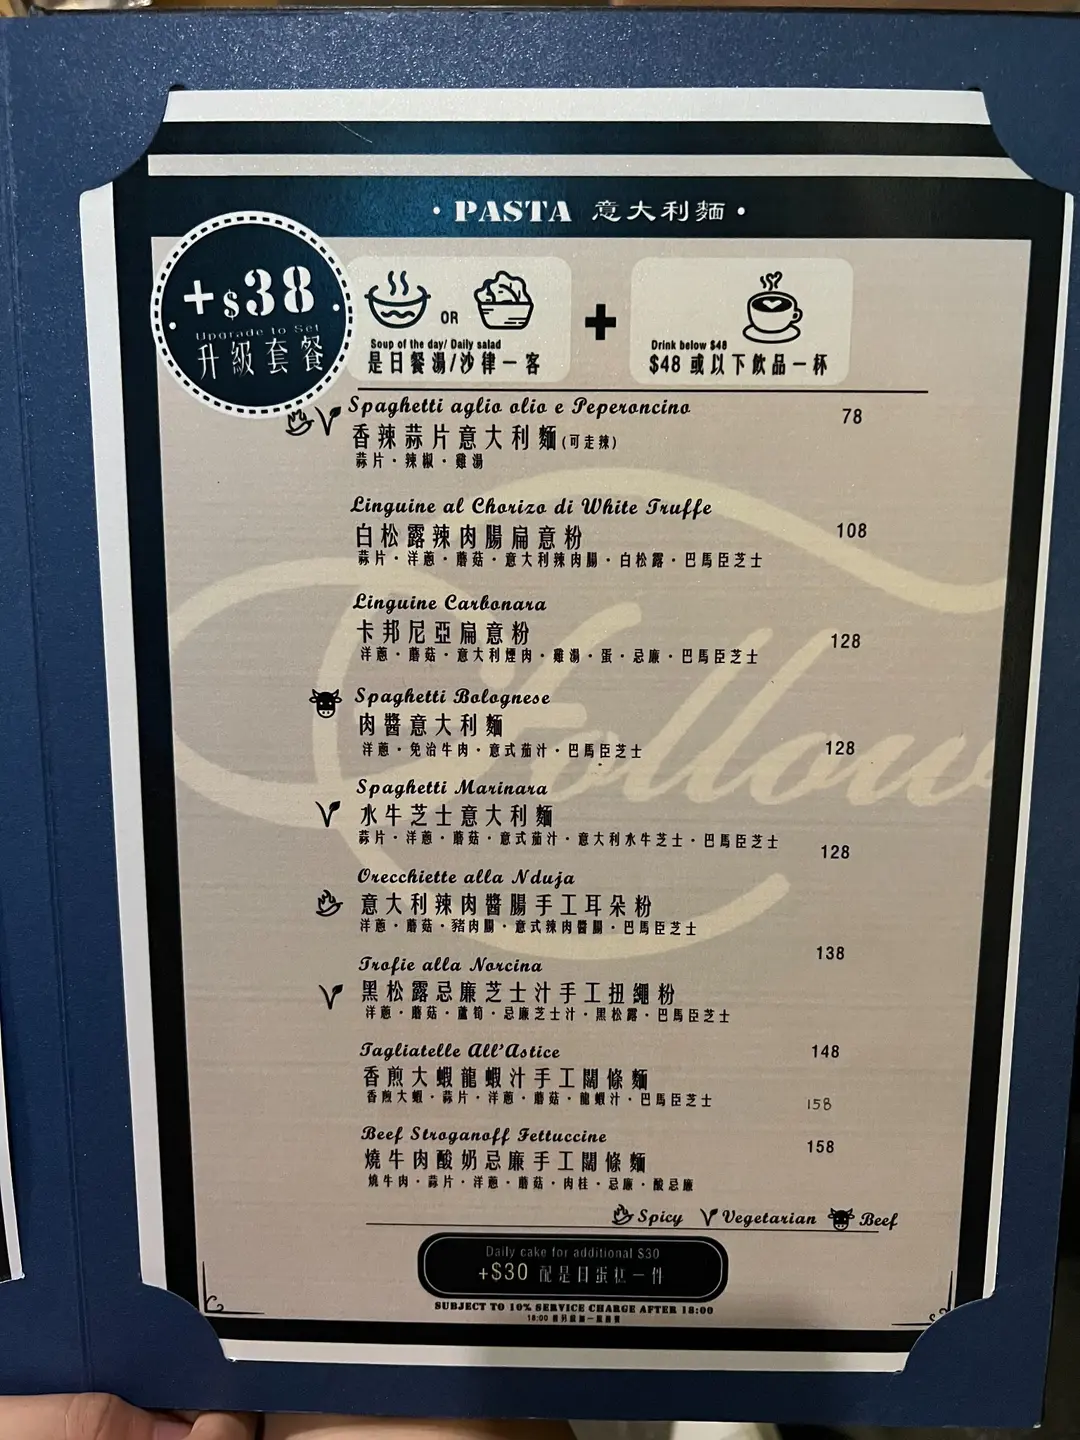 · PASTA 意大利麵 ·
+$38
Upgrade to Set
升級套餐
OR
Soup of the day/ Daily salad
是日餐湯/沙律一客
+
Drink below $48
$48 或以下飲品一杯
Spaghetti aglio olio e Peperoncino 78
香辣蒜片意大利麵(可走辣)
蒜片·辣椒·雞湯
Linguine al Chorizo di White Truffe
白松露辣肉腸扁意粉 108
蒜片·洋蔥·蘑菇·意大利辣肉腸·白松露·巴馬臣芝士
Linguine Carbonara
卡邦尼亞扁意粉 128
洋蔥·蘑菇·意大利煙肉·雞湯·蛋·忌廉·巴馬臣芝士
Spaghetti Bolognese
肉醬意大利麵
洋蔥·免治牛肉·意式茄汁·巴馬臣芝士 128
Spaghetti Marinara
水牛芝士意大利麵
蒜片·洋蔥·蘑菇·意式茄汁·意大利水牛芝士·巴馬臣芝士
128
Orecchiette alla Nduja
意大利辣肉醬腸手工耳朵粉
洋蔥·蘑菇·豬肉腸·意式辣肉醬腸·巴馬臣芝士
138
Trofie alla Norcina
黑松露忌廉芝士汁手工扭繩粉
洋蔥·蘑菇·蘆筍·忌廉芝士汁·黑松露·巴馬臣芝士
Tagliatelle All'Astice 148
香煎大蝦龍蝦汁手工闊條麵
香煎大蝦·蒜片·洋蔥·蘑菇·龍蝦汁·巴馬臣芝士 158
Beef Stroganoff Fettuccine 158
燒牛肉酸奶忌廉手工闊條麵
燒牛肉·蒜片·洋蔥·蘑菇·肉桂·忌廉·酸忌廉
Spicy Vegetarian Beef
Daily cake for additional $30
+$30 配是日蛋糕一件
SUBJECT TO 10% SERVICE CHARGE AFTER 18:00
Follow